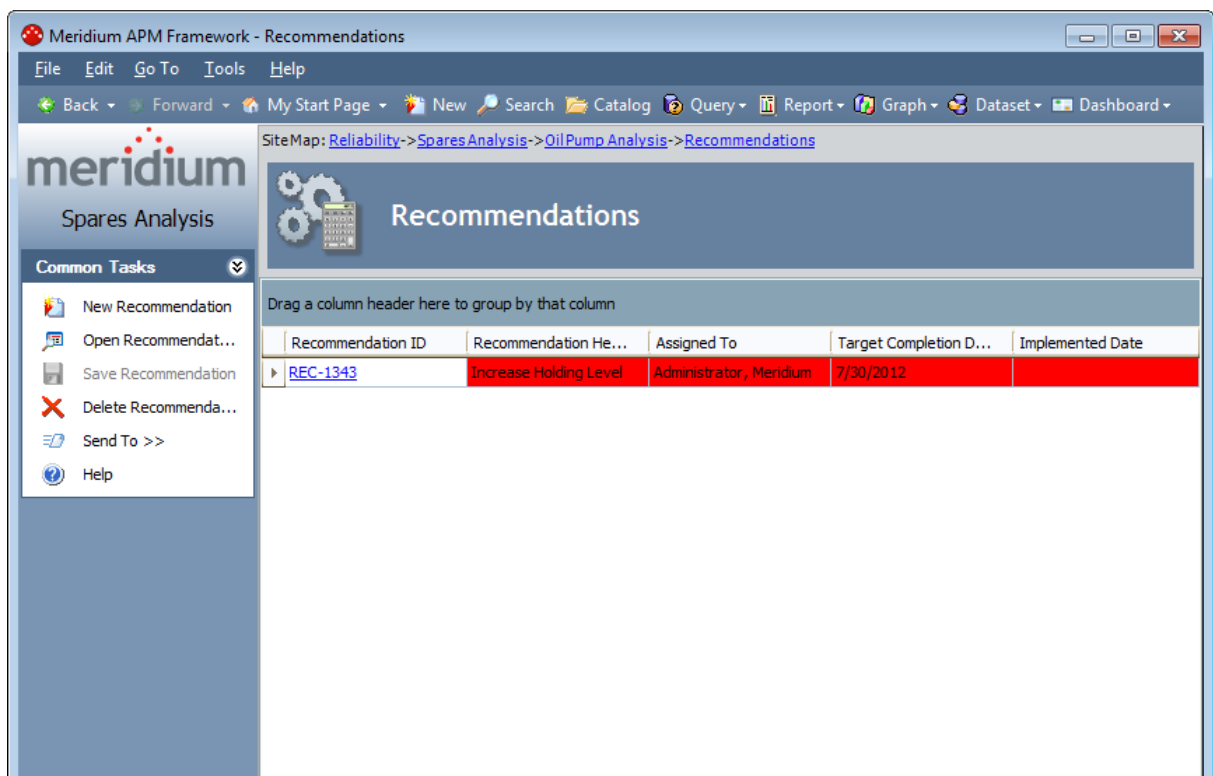 Meridium APM Framework - Recommendations
File Edit Go To Tools Help
Back Forward My Start Page New Search Catalog Query Report Graph Dataset Dashboard
meridium
Spares Analysis
Common Tasks
New Recommendation
Open Recommendat...
Save Recommendation
Delete Recommenda...
Send To >>
Help
SiteMap: Reliability->Spares Analysis->Oil Pump Analysis->Recommendations
Recommendations
Drag a column header here to group by that column
Recommendation ID Recommendation He... Assigned To Target Completion D... Implemented Date
REC-1343 Increase Holding Level Administrator, Meridium 7/30/2012